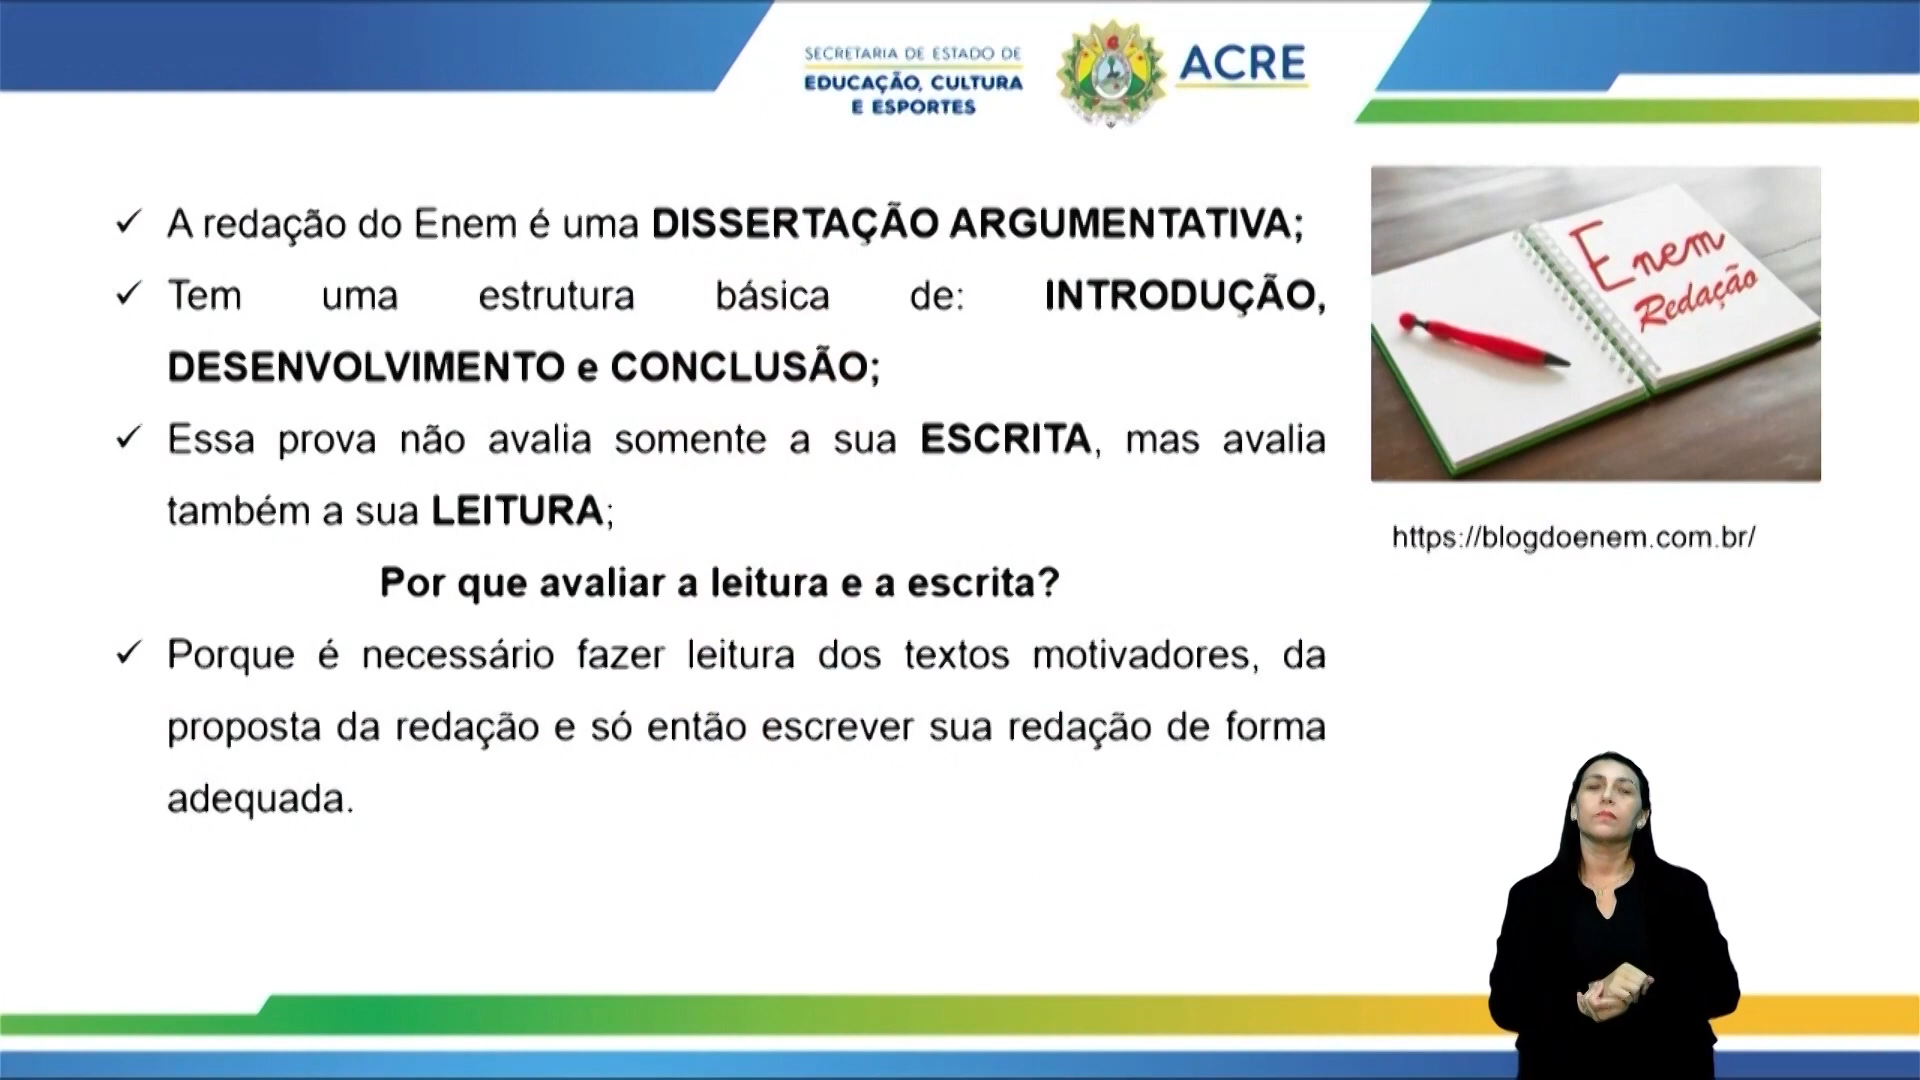 SECRETARIA DE ESTADO DE
EDUCAÇÃO, CULTURA
E ESPORTES
ACRE
✓ A redação do Enem é uma DISSERTAÇÃO ARGUMENTATIVA;
✓ Tem uma estrutura básica de: INTRODUÇÃO,
DESENVOLVIMENTO e CONCLUSÃO;
✓ Essa prova não avalia somente a sua ESCRITA, mas avalia
também a sua LEITURA;
Por que avaliar a leitura e a escrita?
✓ Porque é necessário fazer leitura dos textos motivadores, da
proposta da redação e só então escrever sua redação de forma
adequada.
Enem
Redação
https://blogdoenem.com.br/